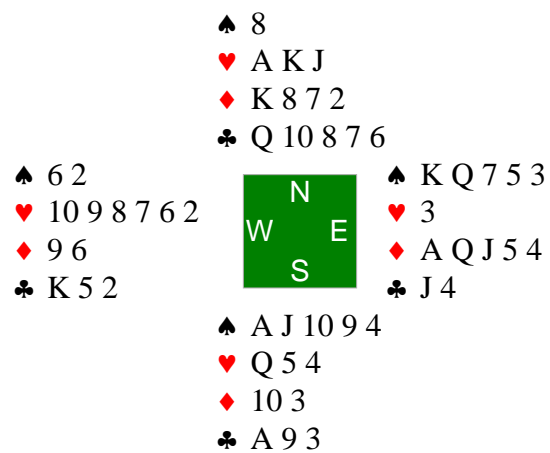 ♠ 8
♥ A K J
♦ K 8 7 2
♣ Q 10 8 7 6
♠ 6 2
♥ 10 9 8 7 6 2
♦ 9 6
♣ K 5 2
N
W E
S
♠ K Q 7 5 3
♥ 3
♦ A Q J 5 4
♣ J 4
♠ A J 10 9 4
♥ Q 5 4
♦ 10 3
♣ A 9 3